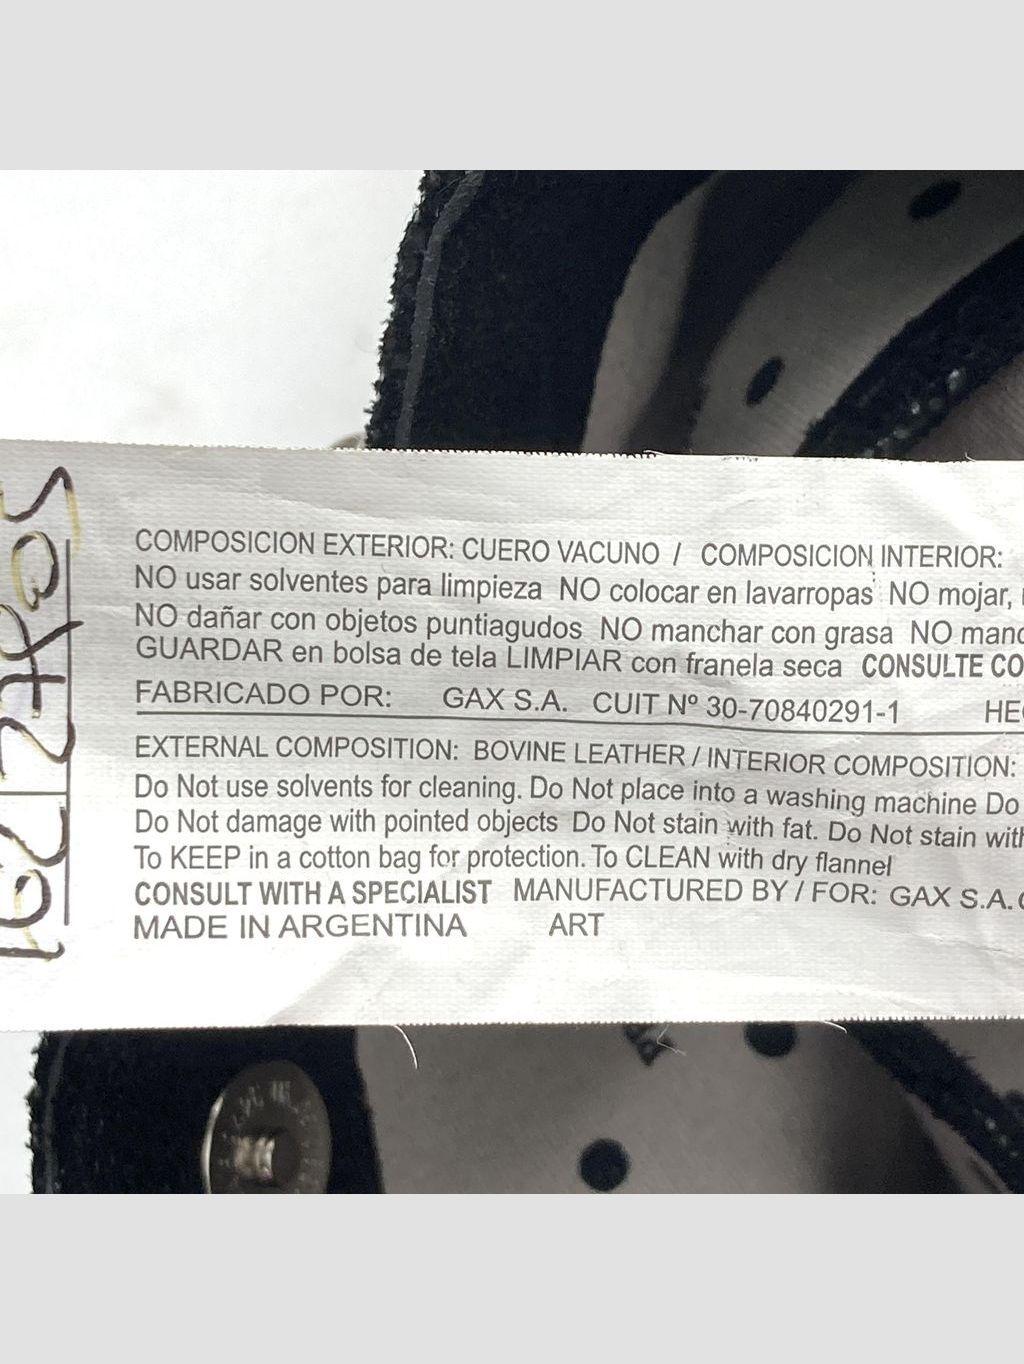 COMPOSICION EXTERIOR: CUERO VACUNO / COMPOSICION INTERIOR:
NO usar solventes para limpieza NO colocar en lavarropas NO mojar,
NO dañar con objetos puntiagudos NO manchar con grasa NO manc
GUARDAR en bolsa de tela LIMPIAR con franela seca CONSULTE CO
FABRICADO POR: GAX S.A. CUIT Nº 30-70840291-1 HEC
EXTERNAL COMPOSITION: BOVINE LEATHER / INTERIOR COMPOSITION:
Do Not use solvents for cleaning. Do Not place into a washing machine Do
Do Not damage with pointed objects Do Not stain with fat. Do Not stain with
To KEEP in a cotton bag for protection. To CLEAN with dry flannel
CONSULT WITH A SPECIALIST MANUFACTURED BY / FOR: GAX S.A.
MADE IN ARGENTINA ART